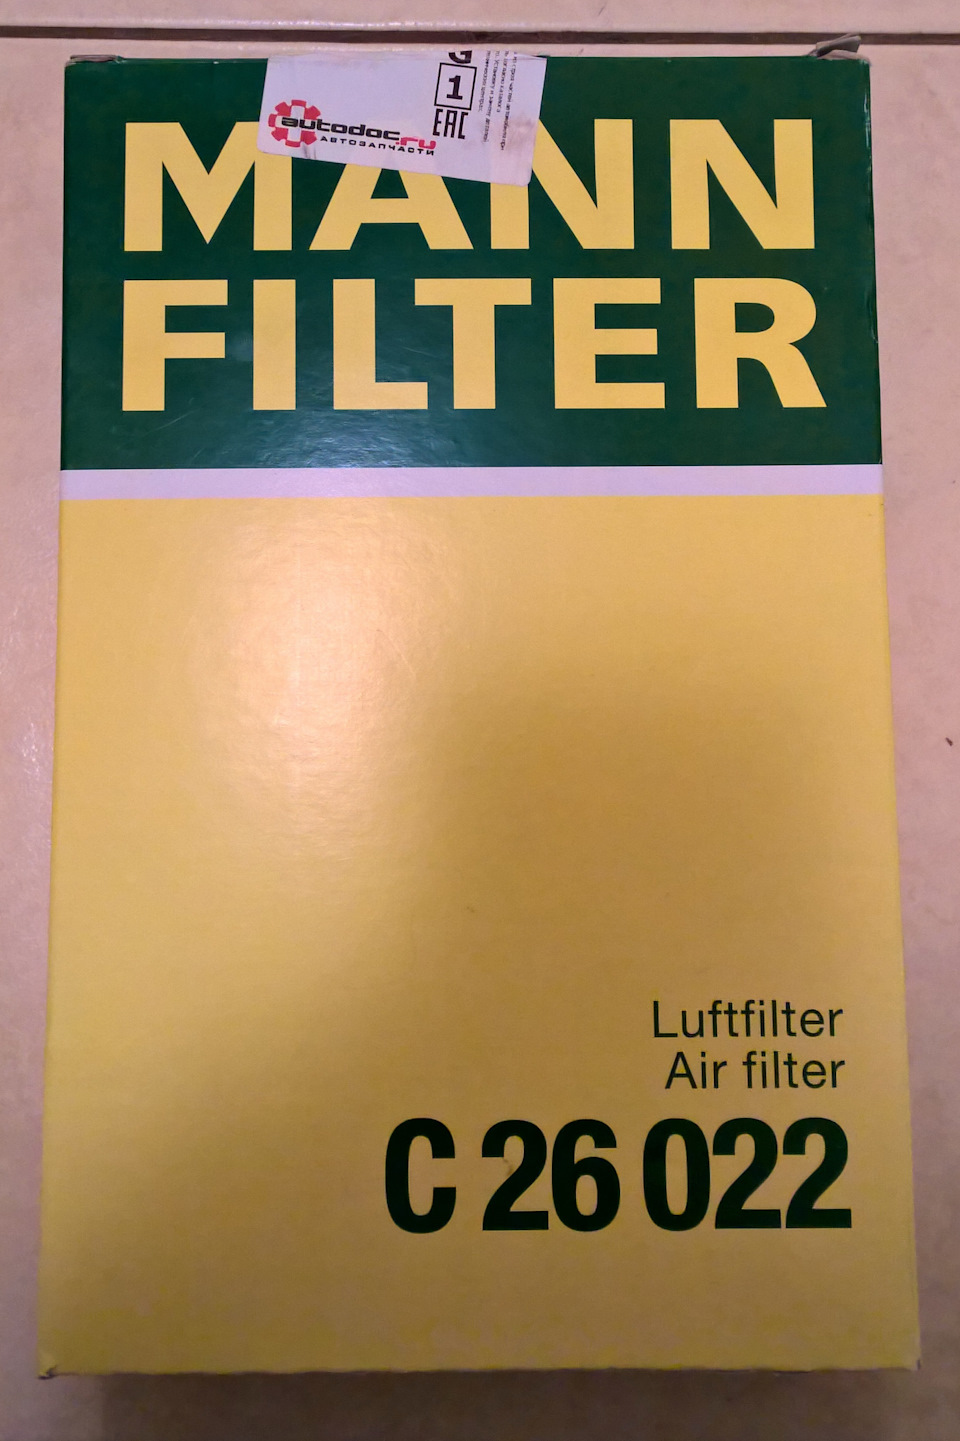 autodoc.ru
АВТОЗАПЧАСТИ
G
1
EAC
MANN
FILTER
Luftfilter
Air filter
C 26 022